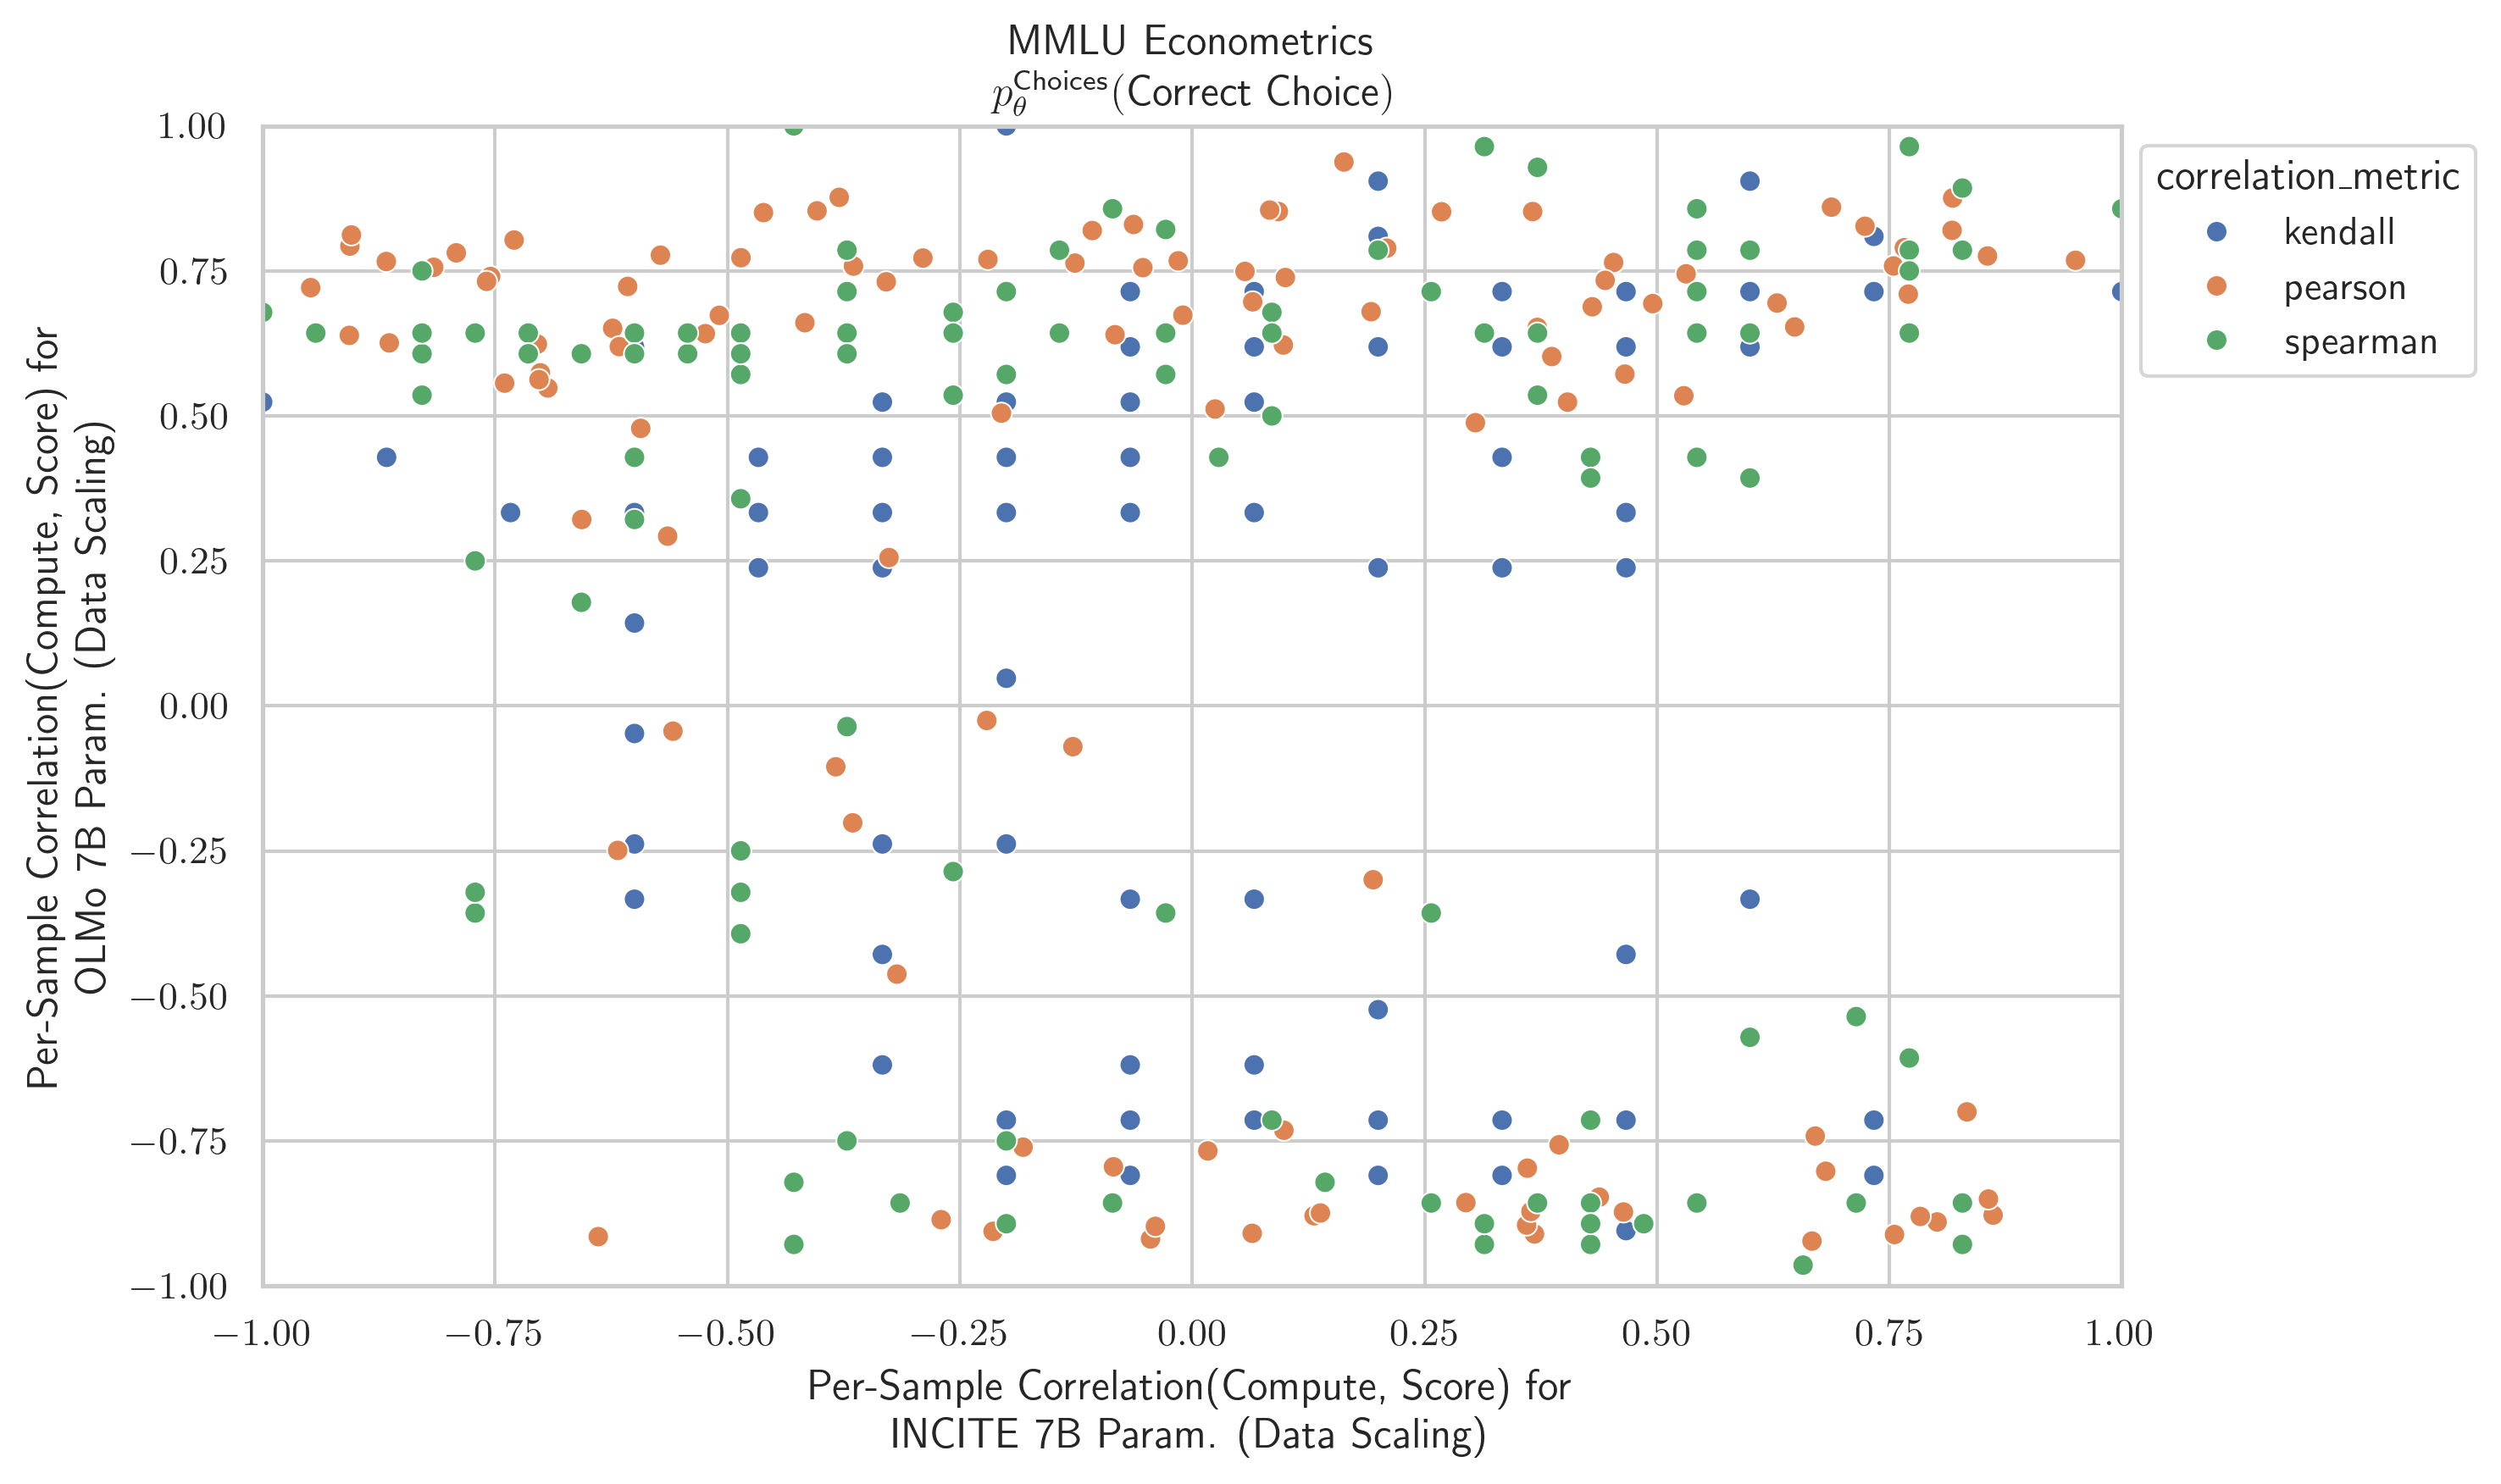 MMLU Econometrics
p_θ^Choices(Correct Choice)
1.00
0.75
0.50
0.25
0.00
−0.25
−0.50
−0.75
−1.00
Per-Sample Correlation(Compute, Score) for
OLMo 7B Param. (Data Scaling)
−1.00
−0.75
−0.50
−0.25
0.00
0.25
0.50
0.75
1.00
Per-Sample Correlation(Compute, Score) for
INCITE 7B Param. (Data Scaling)
correlation_metric
kendall
pearson
spearman